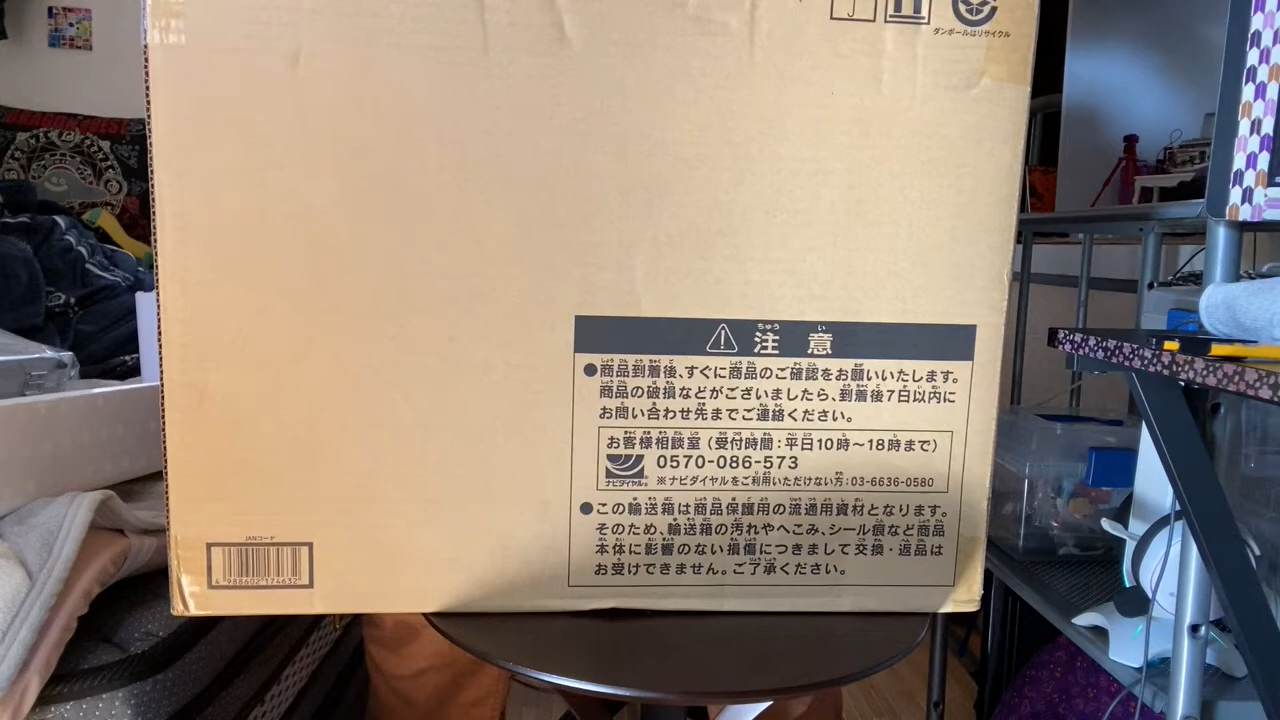 ダンボールはリサイクル
注意
●商品到着後、すぐに商品のご確認をお願いいたします。
商品の破損などがございましたら、到着後7日以内に
お問い合わせ先までご連絡ください。
お客様相談室（受付時間：平日10時～18時まで）
ナビダイヤル 0570-086-573
※ナビダイヤルをご利用いただけない方：03-6636-0580
●この輸送箱は商品保護用の流通用資材となります。
そのため、輸送箱の汚れやへこみ、シール痕など商品
本体に影響のない損傷につきまして交換・返品は
お受けできません。ご了承ください。
JANコード
4 988602 174632